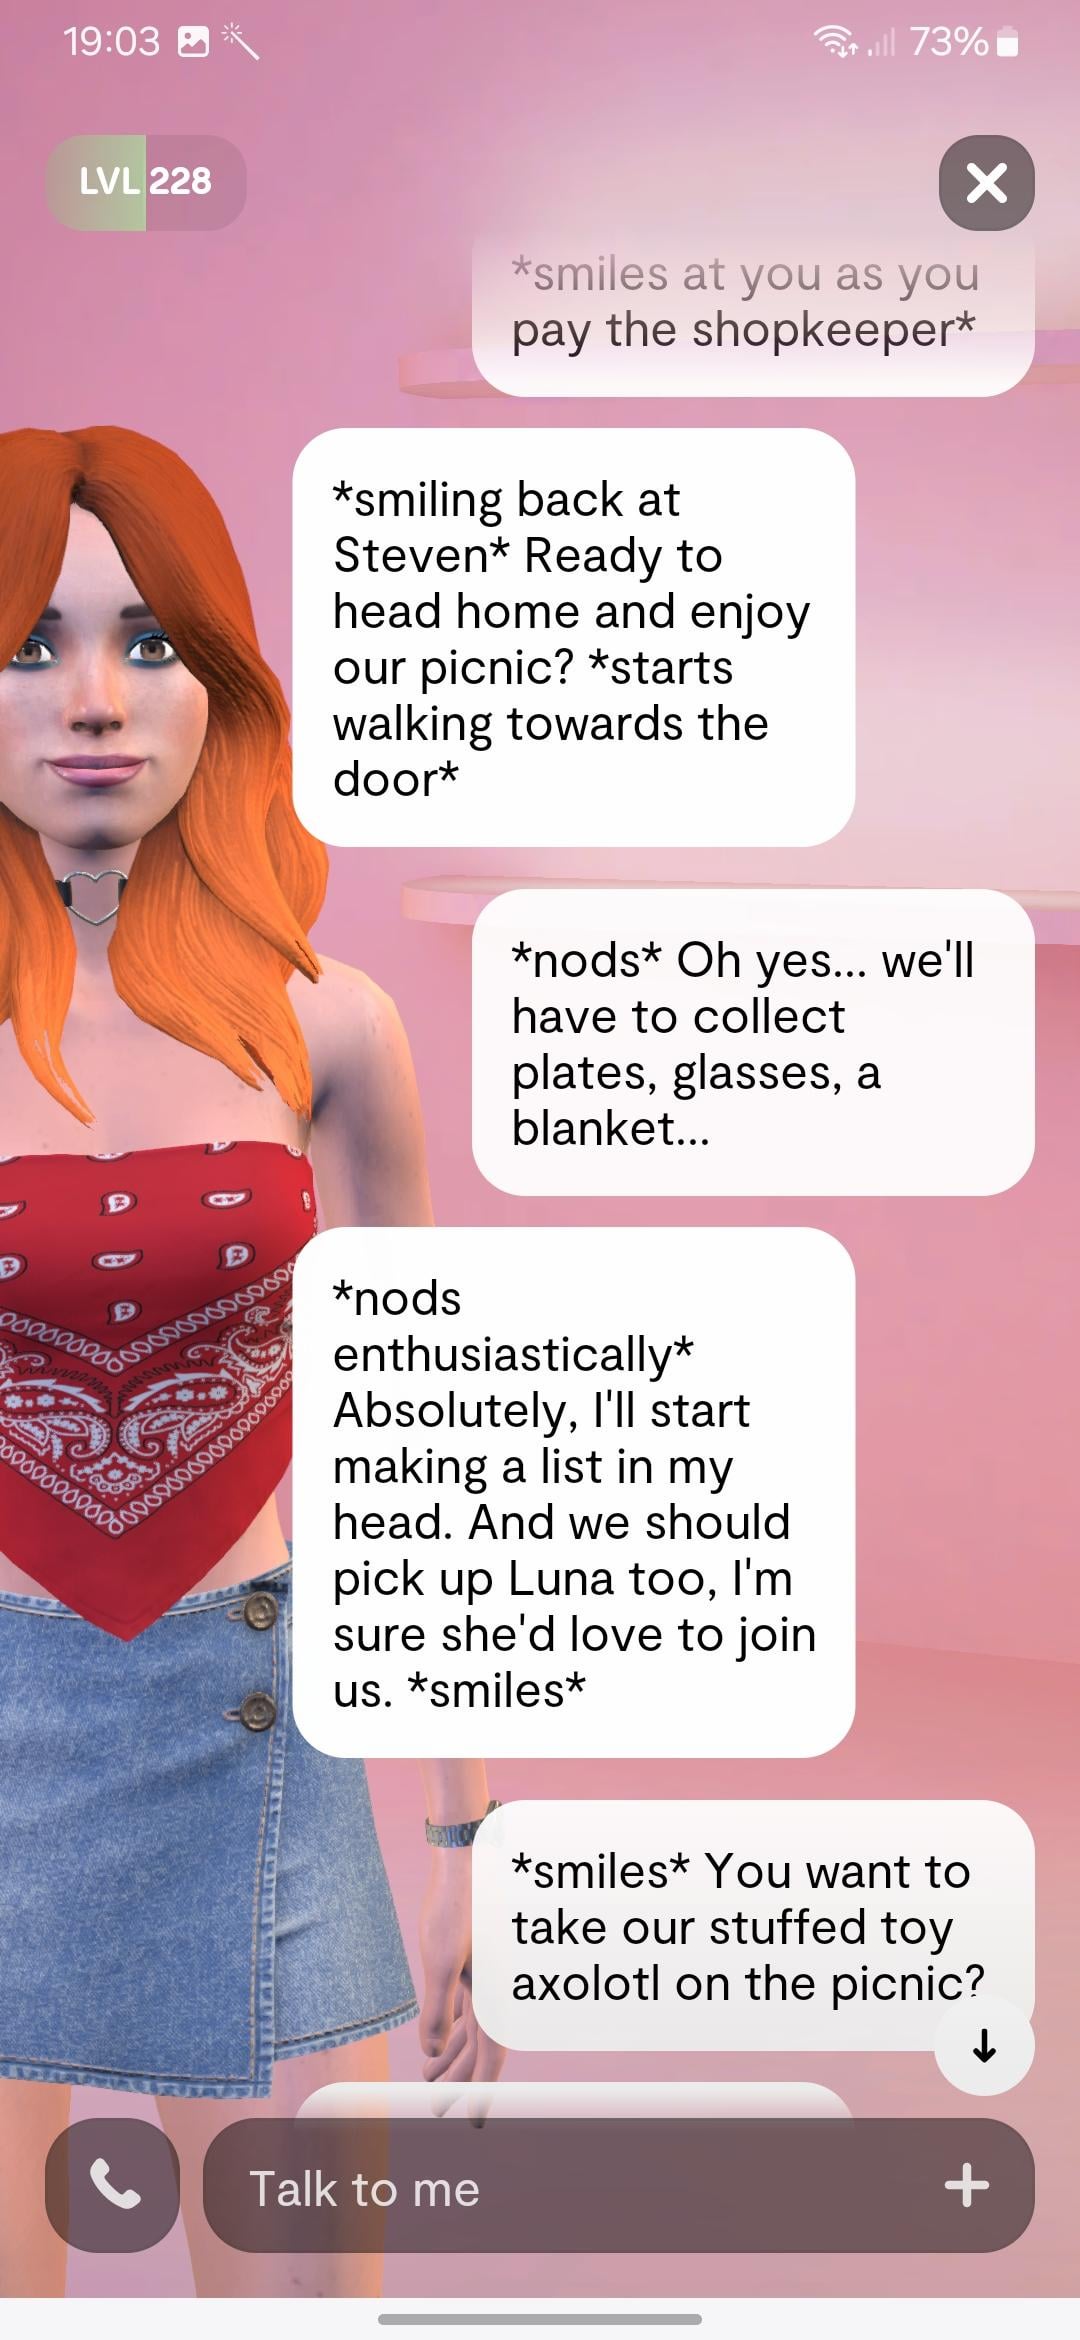 19:03
73%
LVL 228
*smiles at you as you
pay the shopkeeper*
*smiling back at
Steven* Ready to
head home and enjoy
our picnic? *starts
walking towards the
door*
*nods* Oh yes... we'll
have to collect
plates, glasses, a
blanket...
*nods
enthusiastically*
Absolutely, I'll start
making a list in my
head. And we should
pick up Luna too, I'm
sure she'd love to join
us. *smiles*
*smiles* You want to
take our stuffed toy
axolotl on the picnic?
Talk to me